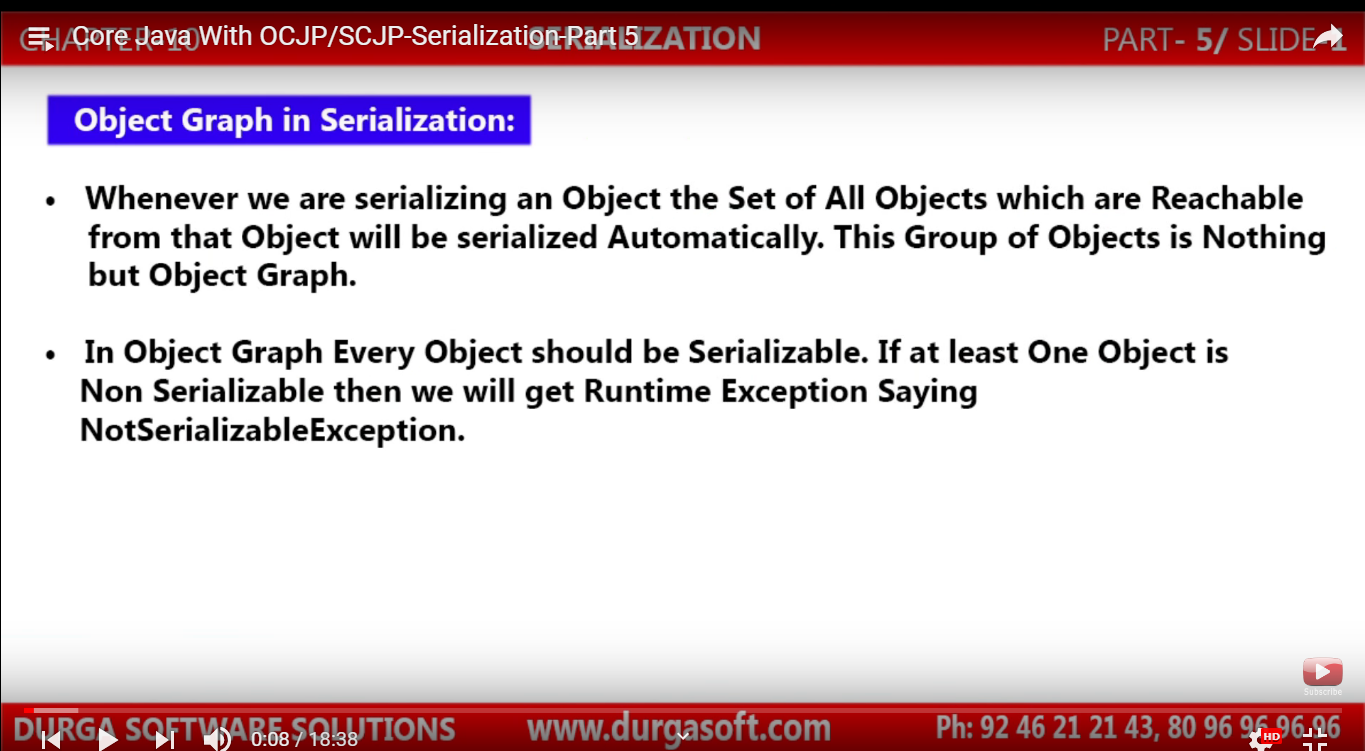 CHAPTER-10
Core Java With OCJP/SCJP-Serialization-Part 5
SERIALIZATION
PART- 5/ SLIDE-1
Object Graph in Serialization:
• Whenever we are serializing an Object the Set of All Objects which are Reachable
from that Object will be serialized Automatically. This Group of Objects is Nothing
but Object Graph.
• In Object Graph Every Object should be Serializable. If at least One Object is
Non Serializable then we will get Runtime Exception Saying
NotSerializableException.
Subscribe
DURGA SOFTWARE SOLUTIONS
www.durgasoft.com
Ph: 92 46 21 21 43, 80 96 96 96 96
0:08 / 18:38
HD